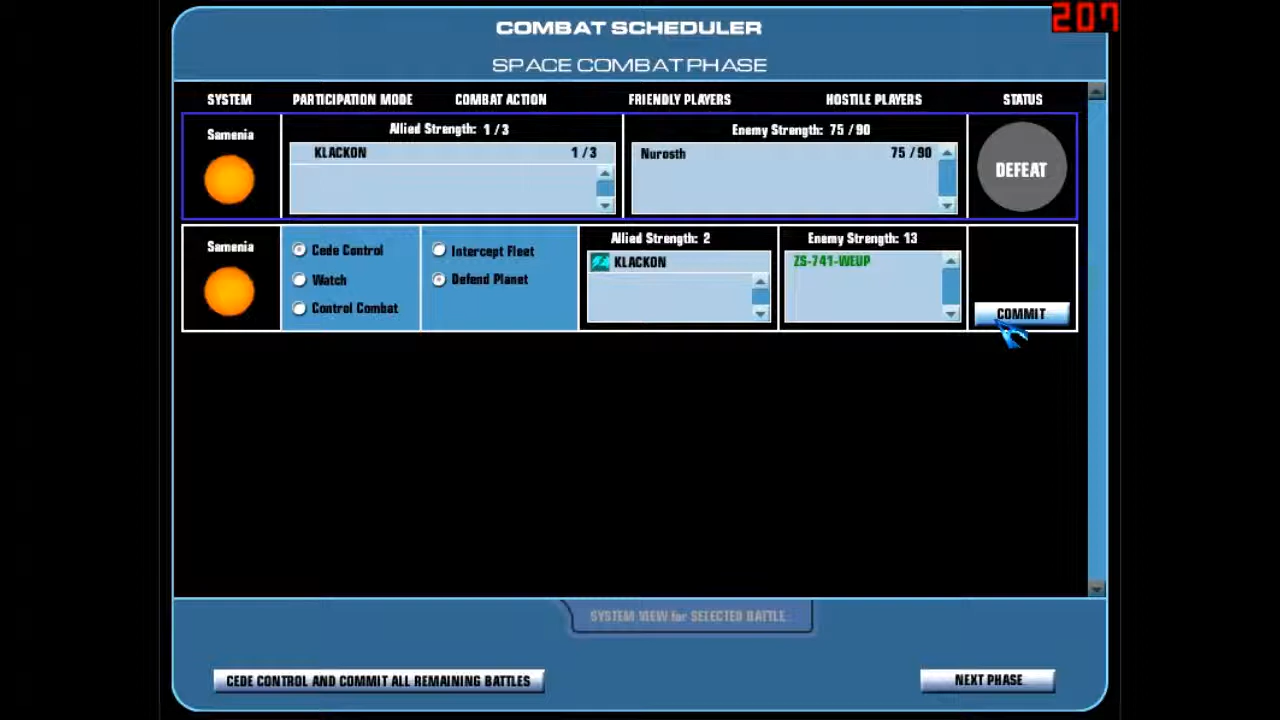 207
COMBAT SCHEDULER
SPACE COMBAT PHASE
SYSTEM PARTICIPATION MODE COMBAT ACTION FRIENDLY PLAYERS HOSTILE PLAYERS STATUS
Samenia Allied Strength: 1 / 3 Enemy Strength: 75 / 90
KLACKON 1 / 3 Nurosth 75 / 90
DEFEAT
Samenia Allied Strength: 2 Enemy Strength: 13
Cede Control Intercept Fleet KLACKON ZS-741-WEUP
Watch Defend Planet
Control Combat COMMIT
SYSTEM VIEW for SELECTED BATTLE
CEDE CONTROL AND COMMIT ALL REMAINING BATTLES NEXT PHASE